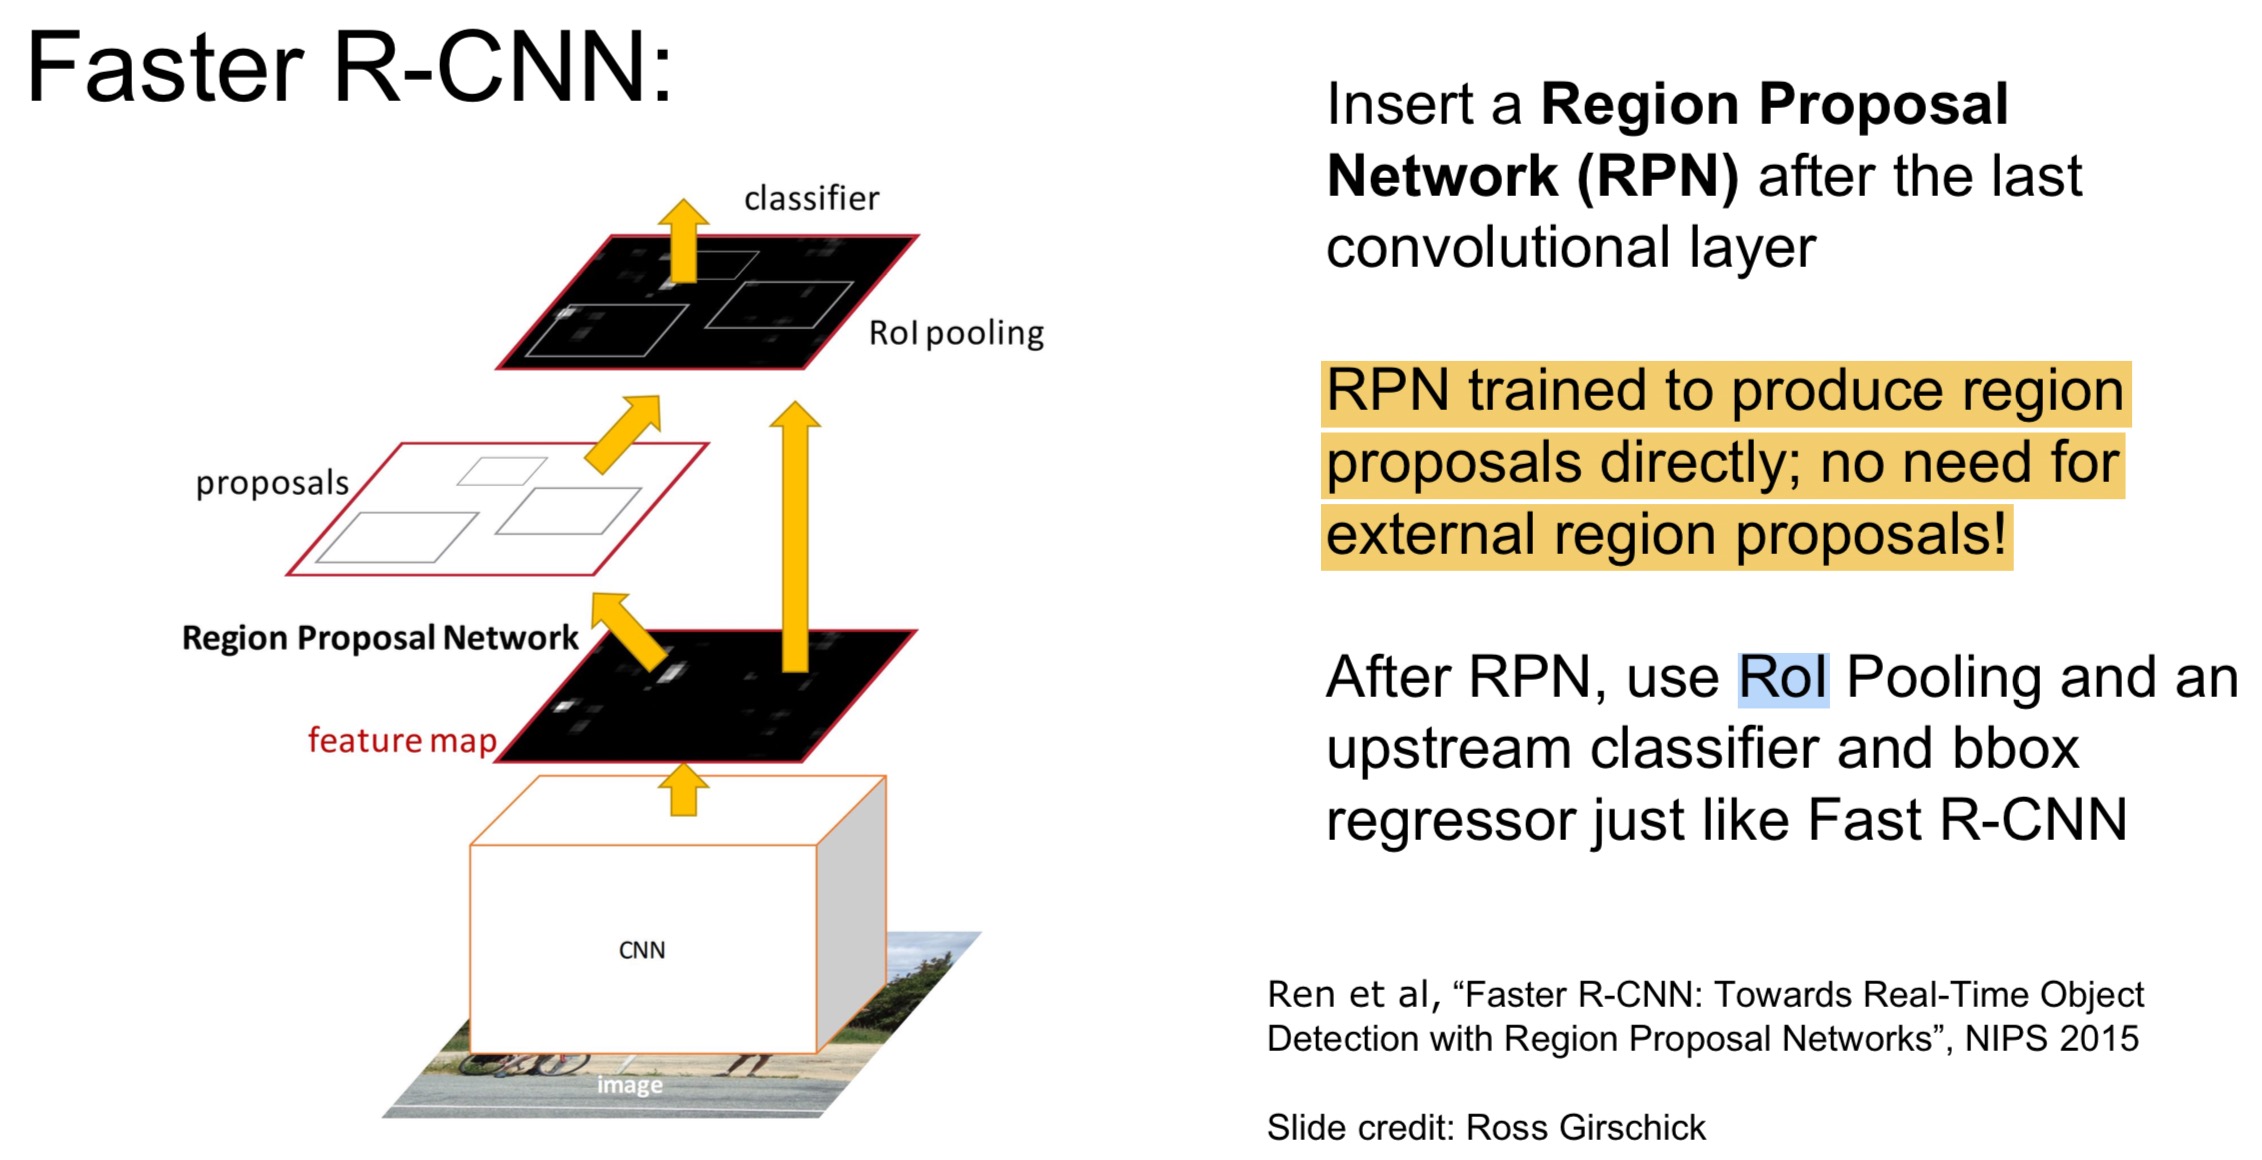 Faster R-CNN:
classifier
RoI pooling
proposals
Region Proposal Network
feature map
CNN
image
Insert a Region Proposal
Network (RPN) after the last
convolutional layer
RPN trained to produce region
proposals directly; no need for
external region proposals!
After RPN, use RoI Pooling and an
upstream classifier and bbox
regressor just like Fast R-CNN
Ren et al, “Faster R-CNN: Towards Real-Time Object
Detection with Region Proposal Networks”, NIPS 2015
Slide credit: Ross Girschick